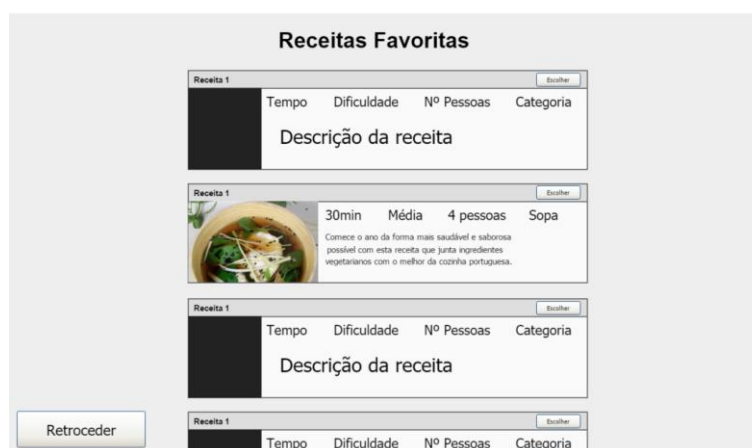 Receitas Favoritas
Receita 1 Escolher
Tempo Dificuldade Nº Pessoas Categoria
Descrição da receita
Receita 1 Escolher
30min Média 4 pessoas Sopa
Comece o ano da forma mais saudável e saborosa
possível com esta receita que junta ingredientes
vegetarianos com o melhor da cozinha portuguesa.
Receita 1 Escolher
Tempo Dificuldade Nº Pessoas Categoria
Descrição da receita
Receita 1 Escolher
Tempo Dificuldade Nº Pessoas Categoria
Retroceder